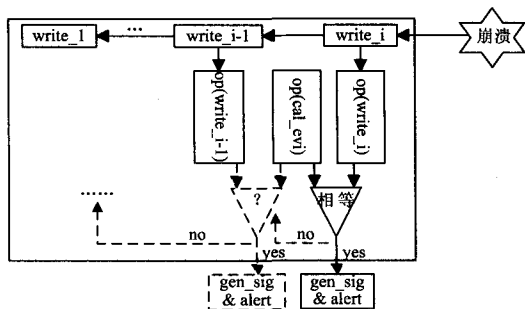 write_1
...
write_i-1
write_i
崩溃
op(write_i-1)
op(cal_evi)
op(write_i)
......
?
相等
no
no
yes
yes
gen_sig
& alert
gen_sig
& alert